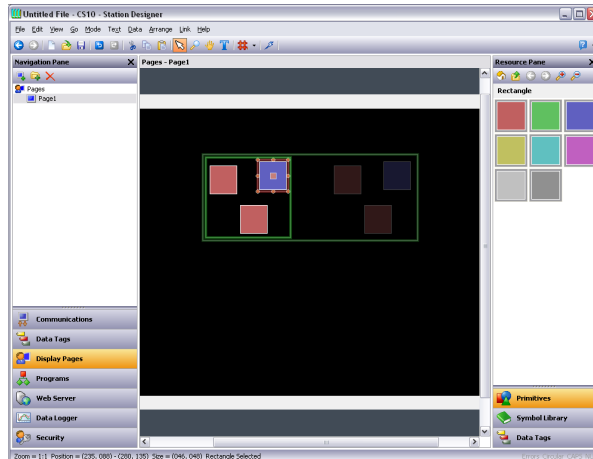 Untitled File - CS10 - Station Designer
File Edit View Go Mode Text Data Arrange Link Help
Navigation Pane X
Pages - Page1
Resource Pane X
Pages
Page1
Rectangle
Communications
Data Tags
Display Pages
Programs
Web Server
Data Logger
Security
Primitives
Symbol Library
Data Tags
Zoom = 1:1 Position = (235, 088) - (280, 135) Size = (046, 048) Rectangle Selected